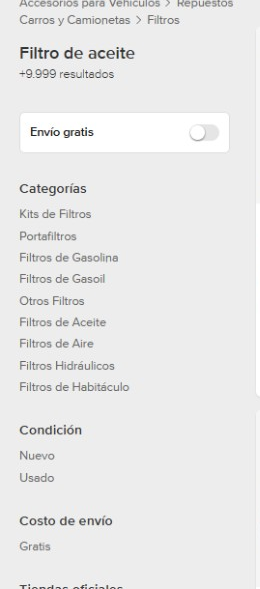 Accesorios para Vehículos > Repuestos
Carros y Camionetas > Filtros
Filtro de aceite
+9.999 resultados
Envío gratis
Categorías
Kits de Filtros
Portafiltros
Filtros de Gasolina
Filtros de Gasoil
Otros Filtros
Filtros de Aceite
Filtros de Aire
Filtros Hidráulicos
Filtros de Habitáculo
Condición
Nuevo
Usado
Costo de envío
Gratis
Tiendas oficiales